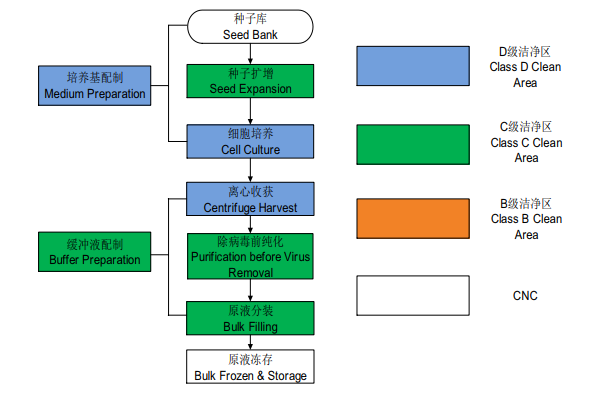 种子库
Seed Bank
培养基配制
Medium Preparation
种子扩增
Seed Expansion
细胞培养
Cell Culture
离心收获
Centrifuge Harvest
缓冲液配制
Buffer Preparation
除病毒前纯化
Purification before Virus
Removal
原液分装
Bulk Filling
原液冻存
Bulk Frozen & Storage
D级洁净区
Class D Clean
Area
C级洁净区
Class C Clean
Area
B级洁净区
Class B Clean
Area
CNC